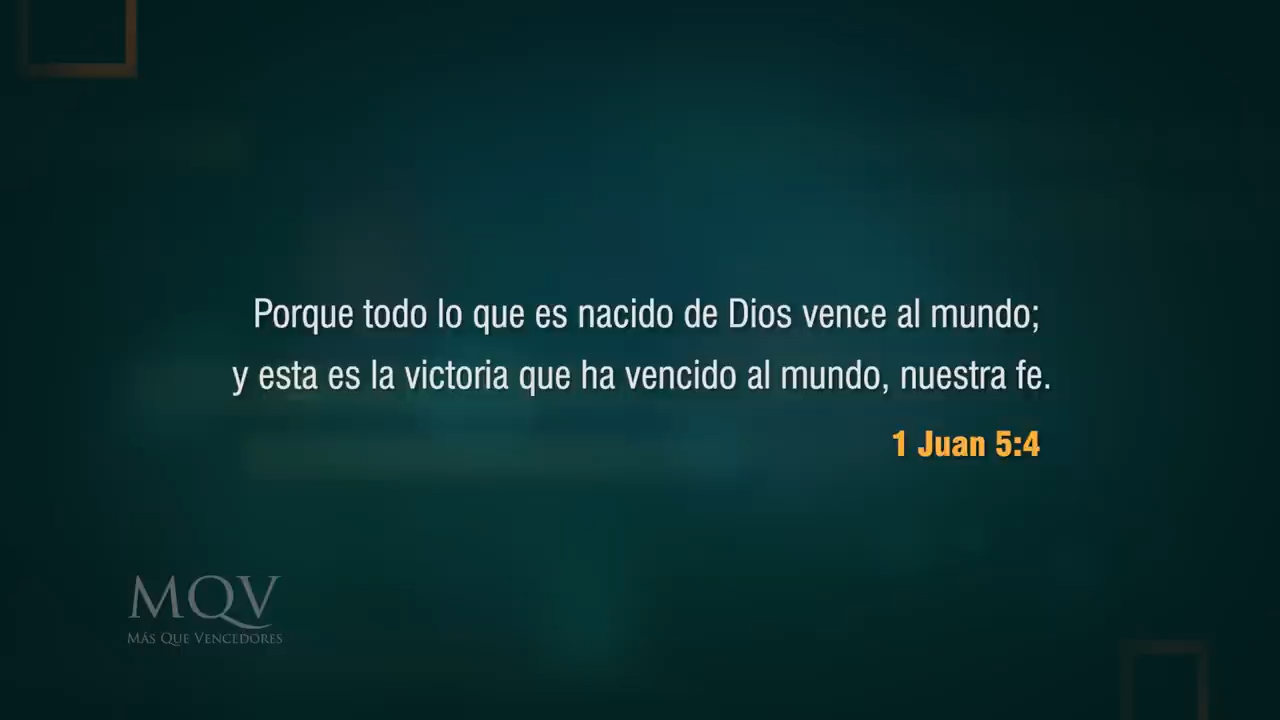 Porque todo lo que es nacido de Dios vence al mundo;
y esta es la victoria que ha vencido al mundo, nuestra fe.
1 Juan 5:4
MQV
MÁS QUE VENCEDORES